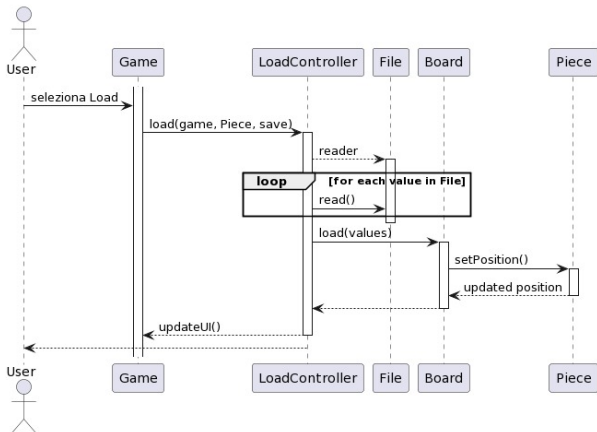 User
Game
LoadController
File
Board
Piece
seleziona Load
load(game, Piece, save)
reader
loop
[for each value in File]
read()
load(values)
setPosition()
updated position
updateUI()
User
Game
LoadController
File
Board
Piece